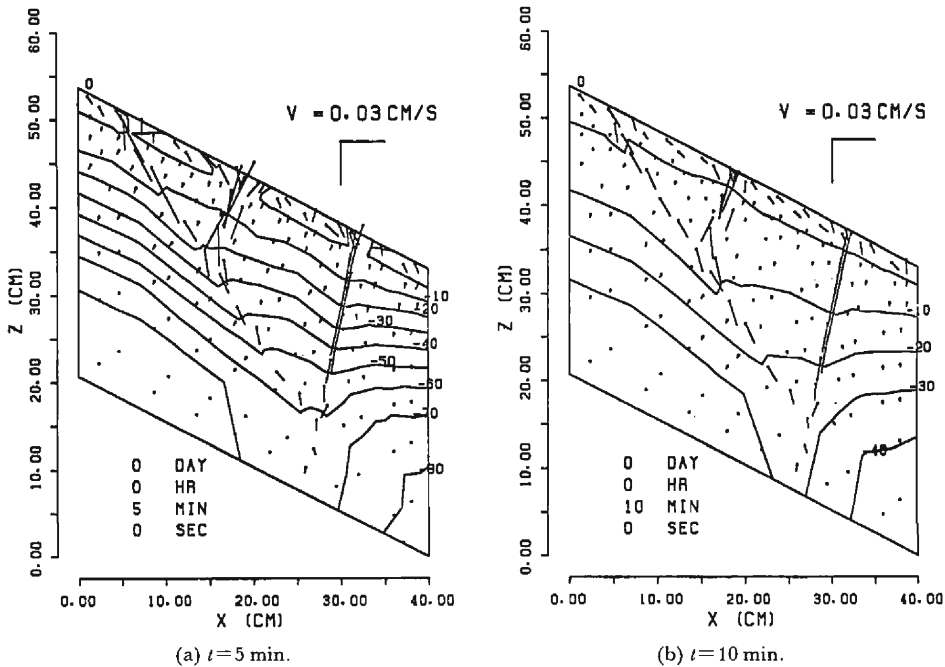 60.00
50.00
40.00
30.00
20.00
10.00
0.00
Z (CM)
0
V = 0.03 CM/S
-10
-20
-30
-40
-50
-60
-70
-80
0 DAY
0 HR
5 MIN
0 SEC
0.00 10.00 20.00 30.00 40.00
X (CM)
(a) t=5 min.
60.00
50.00
40.00
30.00
20.00
10.00
0.00
Z (CM)
0
V = 0.03 CM/S
-10
-20
-30
-40
0 DAY
0 HR
10 MIN
0 SEC
0.00 10.00 20.00 30.00 40.00
X (CM)
(b) t=10 min.